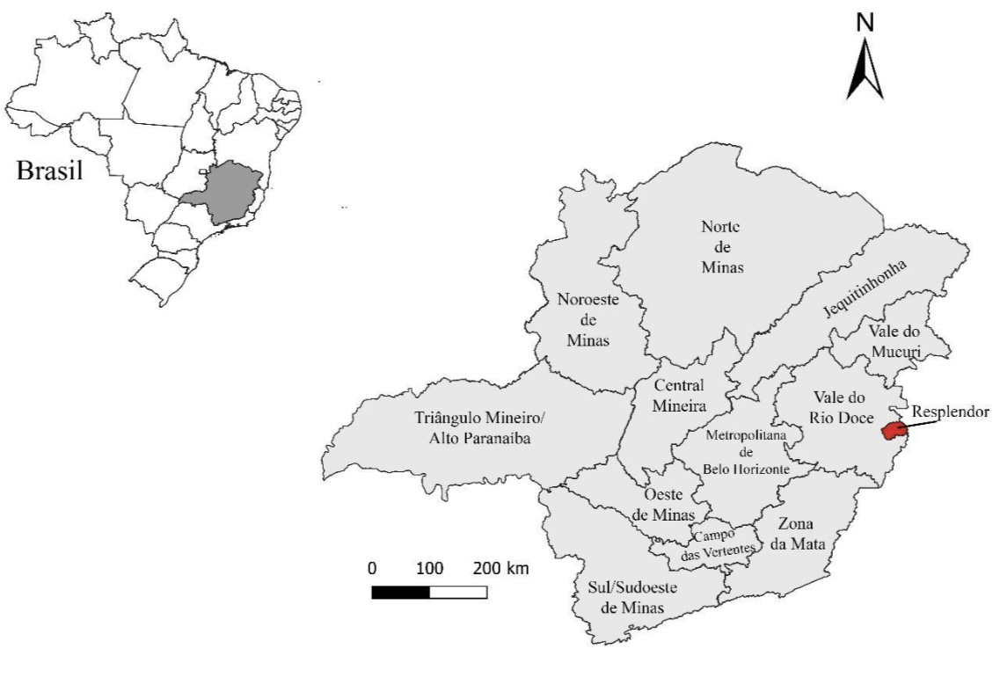 N
Brasil
Norte
de
Minas
Jequitinhonha
Noroeste
de
Minas
Vale do
Mucuri
Central
Mineira
Vale do
Rio Doce
Resplendor
Triângulo Mineiro/
Alto Paranaíba
Metropolitana
de
Belo Horizonte
Oeste
de Minas
Campo
das Vertentes
Zona
da Mata
0 100 200 km
Sul/Sudoeste
de Minas